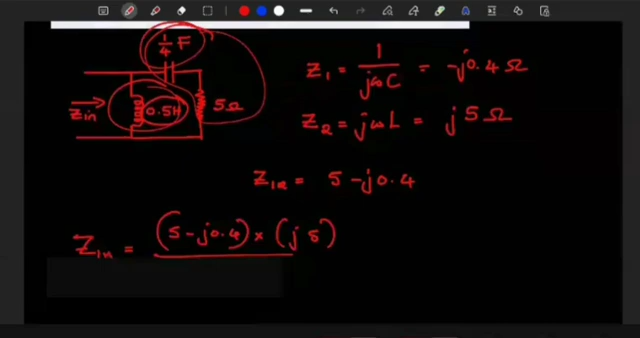 1/4 F
Zin
0.5H
5Ω
Z₁ = 1/jωC = -j0.4 Ω
Z₂ = jωL = j5 Ω
Z₁R = 5 - j0.4
Zin = (5 - j0.4) × (j5)